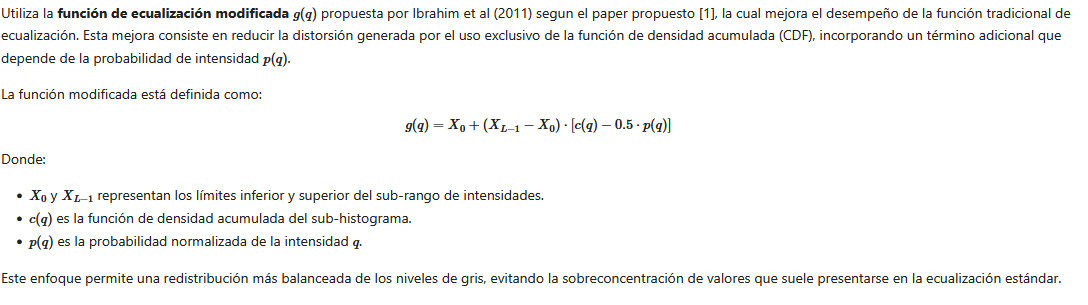 Utiliza la función de ecualización modificada g(q) propuesta por Ibrahim et al (2011) segun el paper propuesto [1], la cual mejora el desempeño de la función tradicional de
ecualización. Esta mejora consiste en reducir la distorsión generada por el uso exclusivo de la función de densidad acumulada (CDF), incorporando un término adicional que
depende de la probabilidad de intensidad p(q).
La función modificada está definida como:
g(q) = X₀ + (X_{L−1} − X₀) · [c(q) − 0.5 · p(q)]
Donde:
• X₀ y X_{L−1} representan los límites inferior y superior del sub-rango de intensidades.
• c(q) es la función de densidad acumulada del sub-histograma.
• p(q) es la probabilidad normalizada de la intensidad q.
Este enfoque permite una redistribución más balanceada de los niveles de gris, evitando la sobreconcentración de valores que suele presentarse en la ecualización estándar.